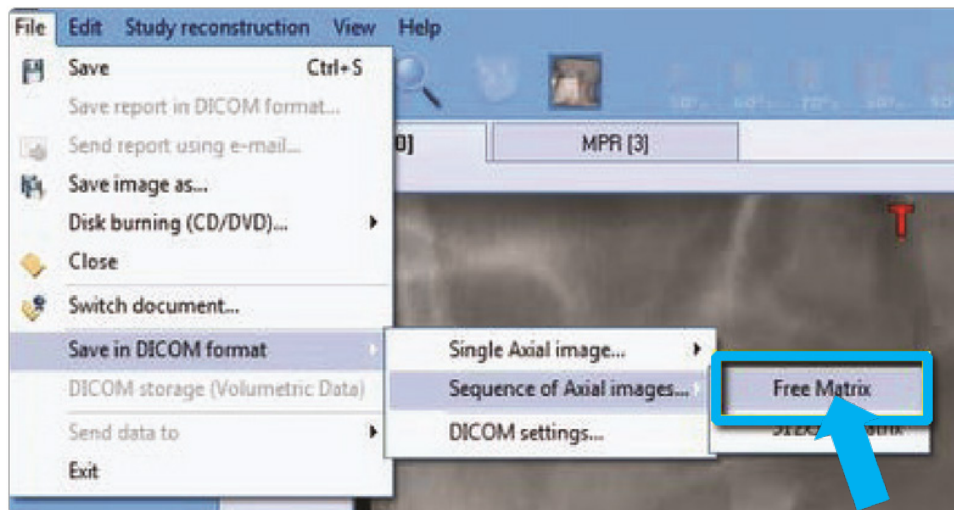 File Edit Study reconstruction View Help
Save Ctrl+S
Save report in DICOM format...
Send report using e-mail...
0] MPR [3]
Save image as...
Disk burning (CD/DVD)...
Close
T
Switch document...
Save in DICOM format
Single Axial image...
DICOM storage (Volumetric Data)
Sequence of Axial images...
Free Matrix
Send data to
DICOM settings...
Exit